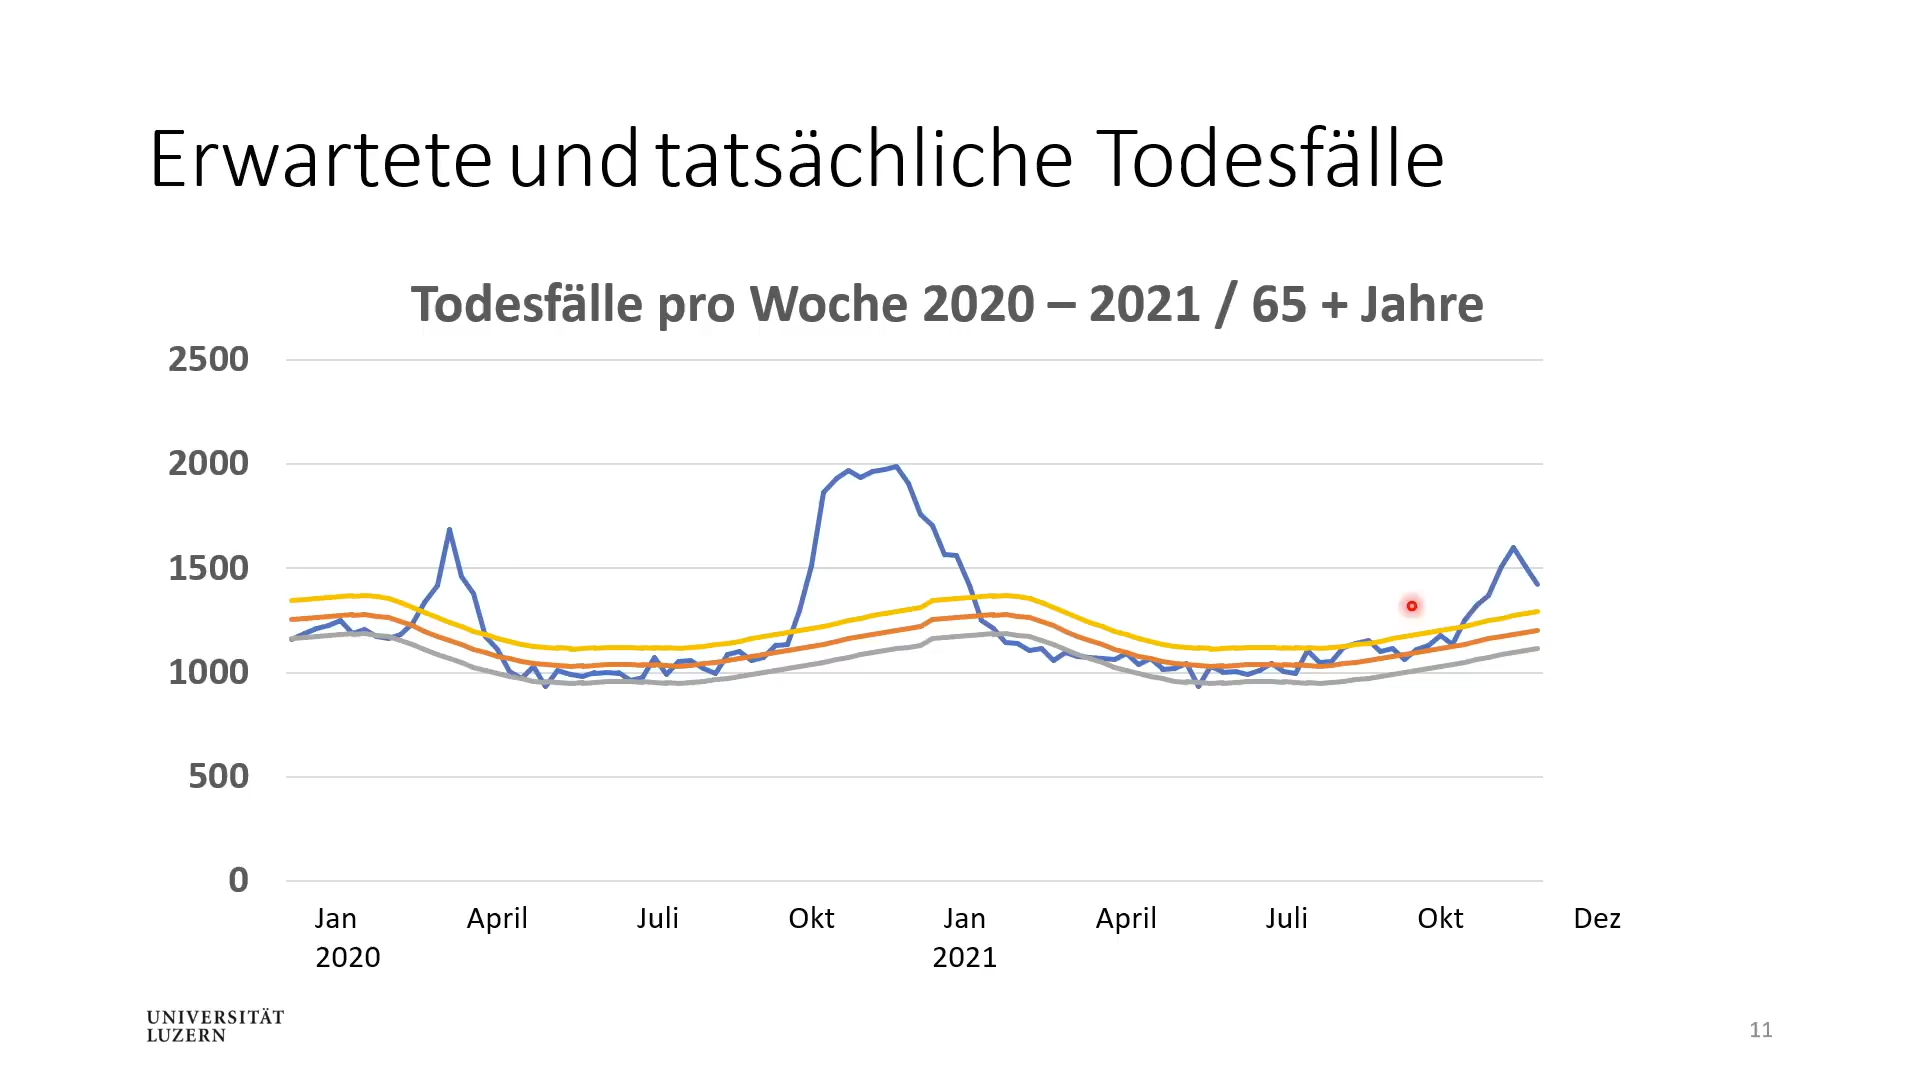 Erwartete und tatsächliche Todesfälle
Todesfälle pro Woche 2020 – 2021 / 65 + Jahre
2500
2000
1500
1000
500
0
Jan April Juli Okt Jan April Juli Okt Dez
2020 2021
UNIVERSITÄT
LUZERN
11